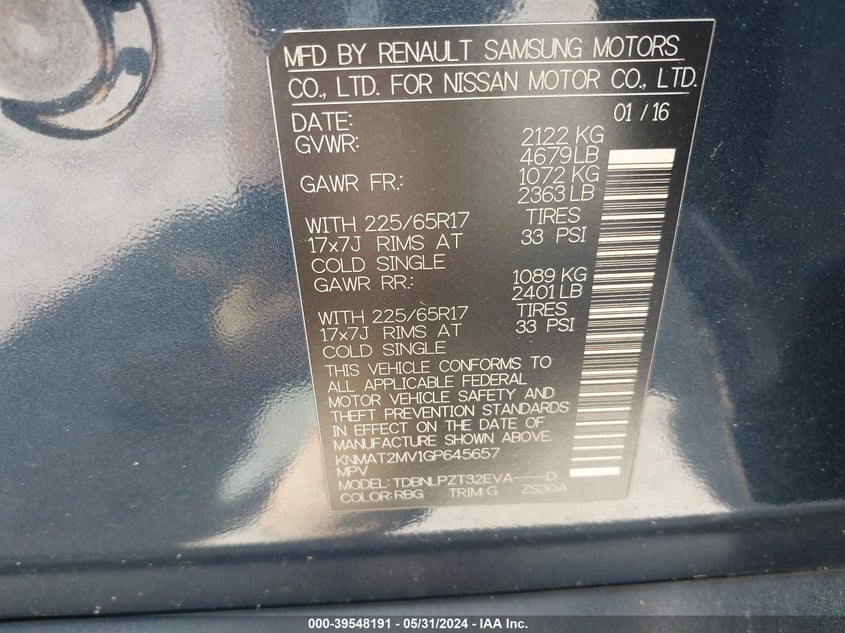 MFD BY RENAULT SAMSUNG MOTORS
CO., LTD. FOR NISSAN MOTOR CO., LTD.
DATE: 01 / 16
GVWR: 2122 KG
4679 LB
GAWR FR.: 1072 KG
2363 LB
WITH 225/65R17 TIRES
17x7J RIMS AT 33 PSI
COLD SINGLE
GAWR RR.: 1089 KG
2401 LB
WITH 225/65R17 TIRES
17x7J RIMS AT 33 PSI
COLD SINGLE
THIS VEHICLE CONFORMS TO
ALL APPLICABLE FEDERAL
MOTOR VEHICLE SAFETY AND
THEFT PREVENTION STANDARDS
IN EFFECT ON THE DATE OF
MANUFACTURE SHOWN ABOVE.
KNMAT2MV1GP645657
MPV
MODEL: TDBNLPZT32EVA----D
COLOR: RBG TRIM: G ZS30A
000-39548191 - 05/31/2024 - IAA Inc.